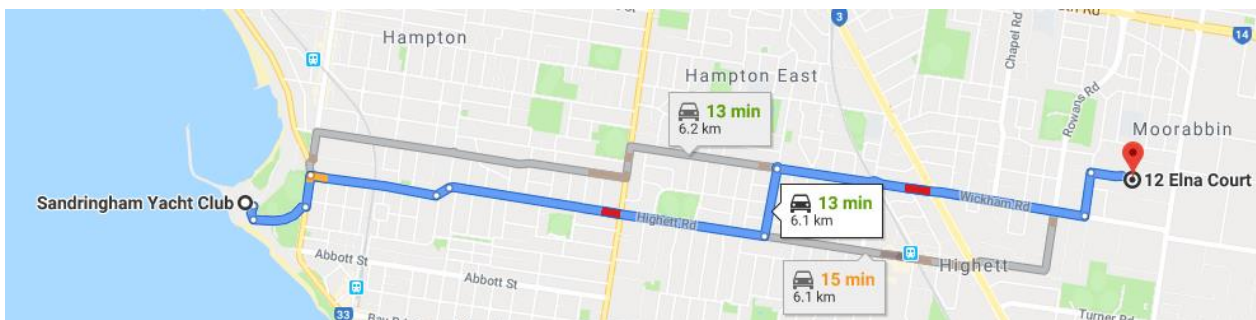 Hampton
3
14
Chapel Rd
Hampton East
Rowans Rd
13 min
6.2 km
Moorabbin
Sandringham Yacht Club
12 Elna Court
13 min
6.1 km
Wickham Rd
Highett Rd
Abbott St
Abbott St
15 min
6.1 km
Highett
33
Turner Rd